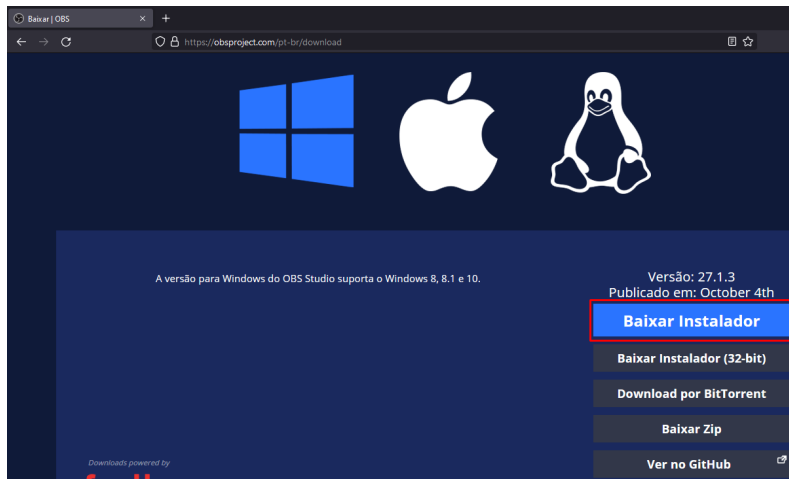 Baixar | OBS
https://obsproject.com/pt-br/download
A versão para Windows do OBS Studio suporta o Windows 8, 8.1 e 10.
Versão: 27.1.3
Publicado em: October 4th
Baixar Instalador
Baixar Instalador (32-bit)
Download por BitTorrent
Baixar Zip
Ver no GitHub
Downloads powered by